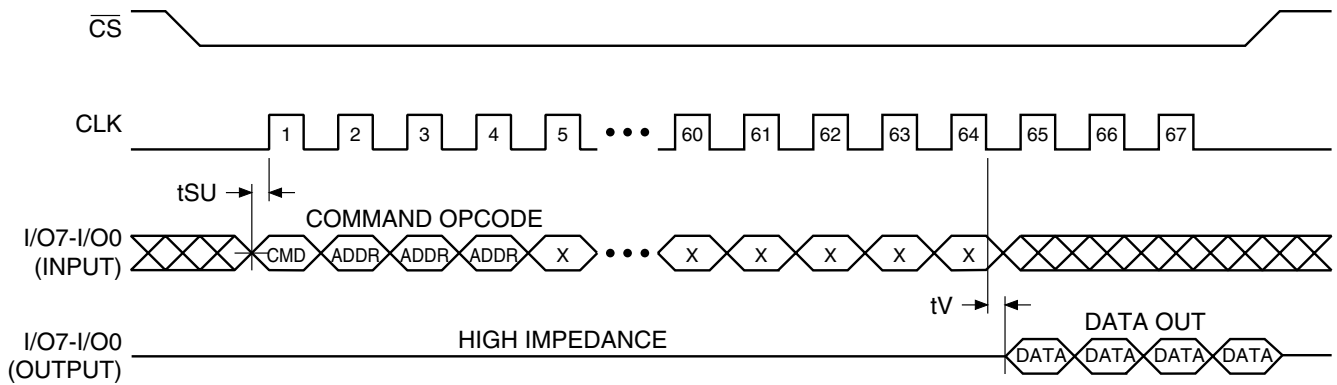 C̅S̅
CLK
1 2 3 4 5 ••• 60 61 62 63 64 65 66 67
tSU
COMMAND OPCODE
I/O7-I/O0
(INPUT)
CMD ADDR ADDR ADDR X ••• X X X X X
tV
DATA OUT
I/O7-I/O0
(OUTPUT)
HIGH IMPEDANCE
DATA DATA DATA DATA